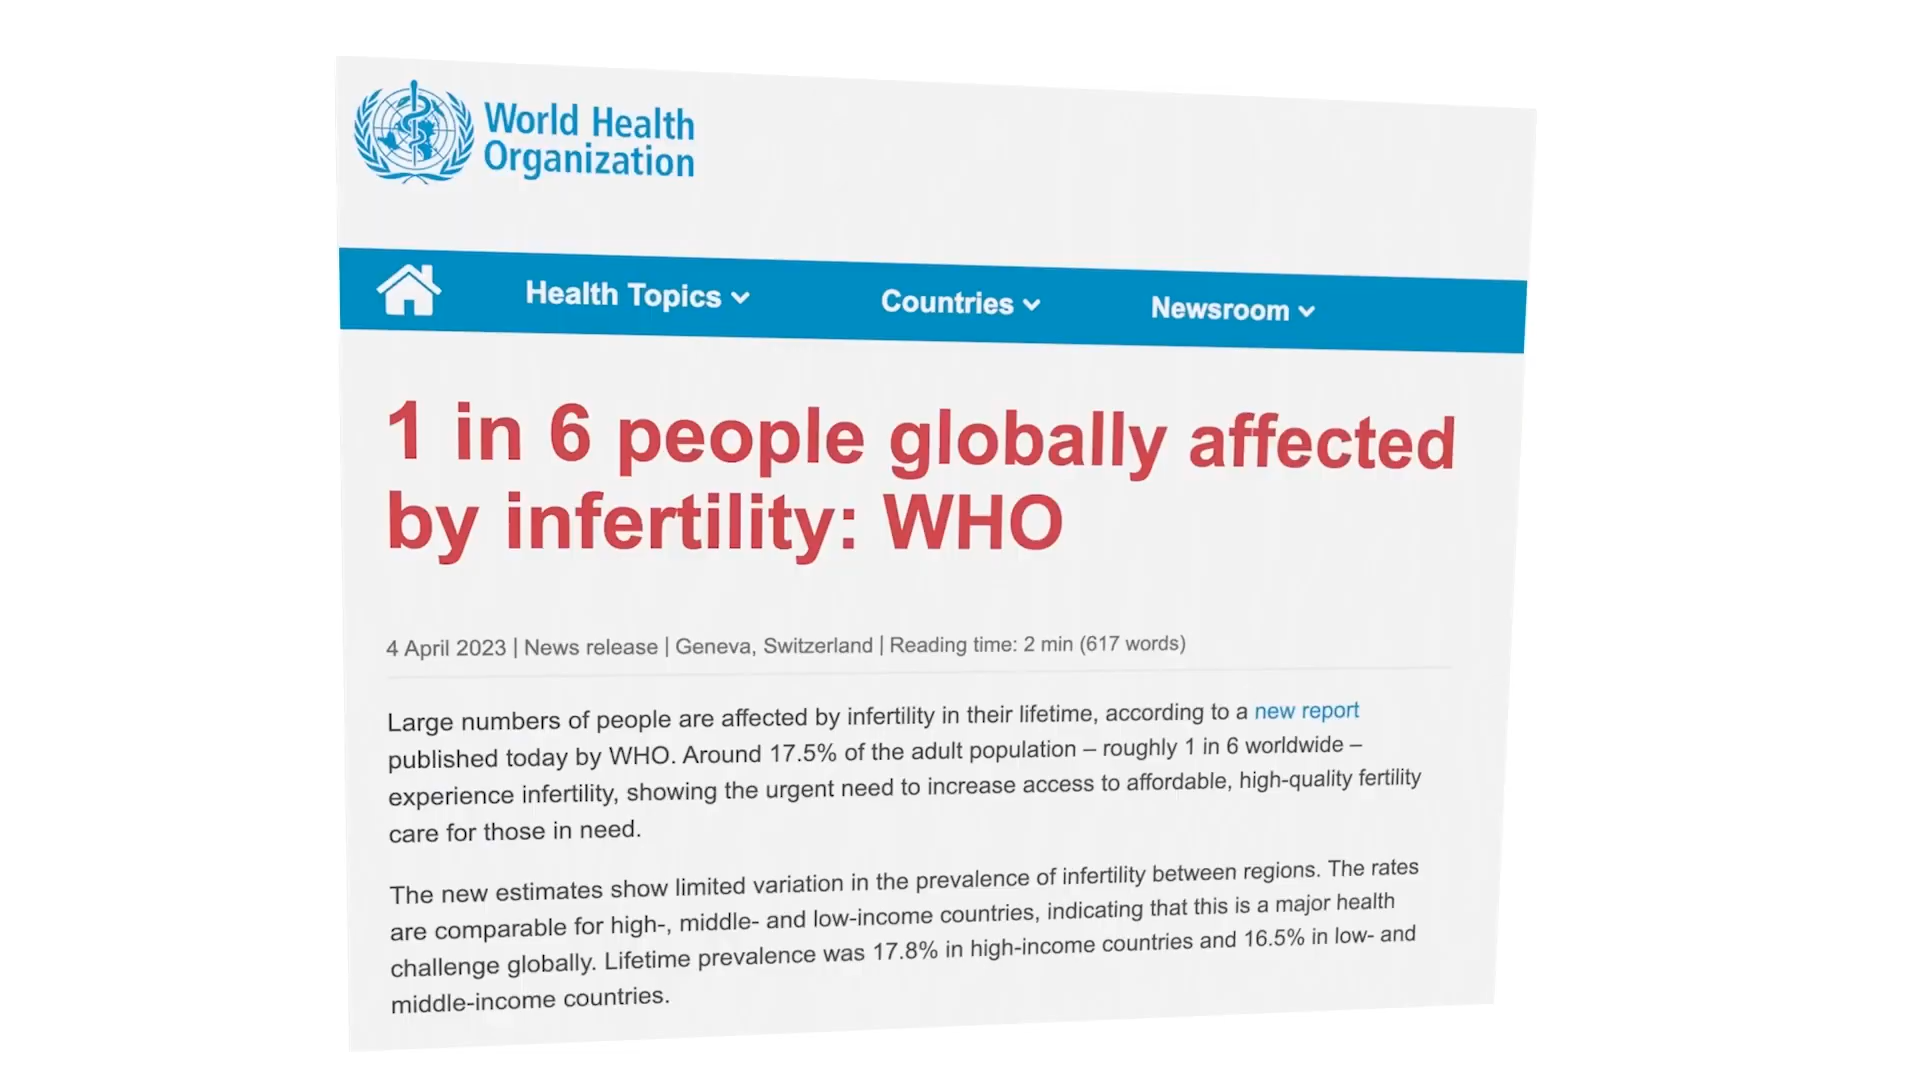 World Health
Organization
Health Topics
Countries
Newsroom
1 in 6 people globally affected
by infertility: WHO
4 April 2023 | News release | Geneva, Switzerland | Reading time: 2 min (617 words)
Large numbers of people are affected by infertility in their lifetime, according to a new report
published today by WHO. Around 17.5% of the adult population – roughly 1 in 6 worldwide –
experience infertility, showing the urgent need to increase access to affordable, high-quality fertility
care for those in need.
The new estimates show limited variation in the prevalence of infertility between regions. The rates
are comparable for high-, middle- and low-income countries, indicating that this is a major health
challenge globally. Lifetime prevalence was 17.8% in high-income countries and 16.5% in low- and
middle-income countries.